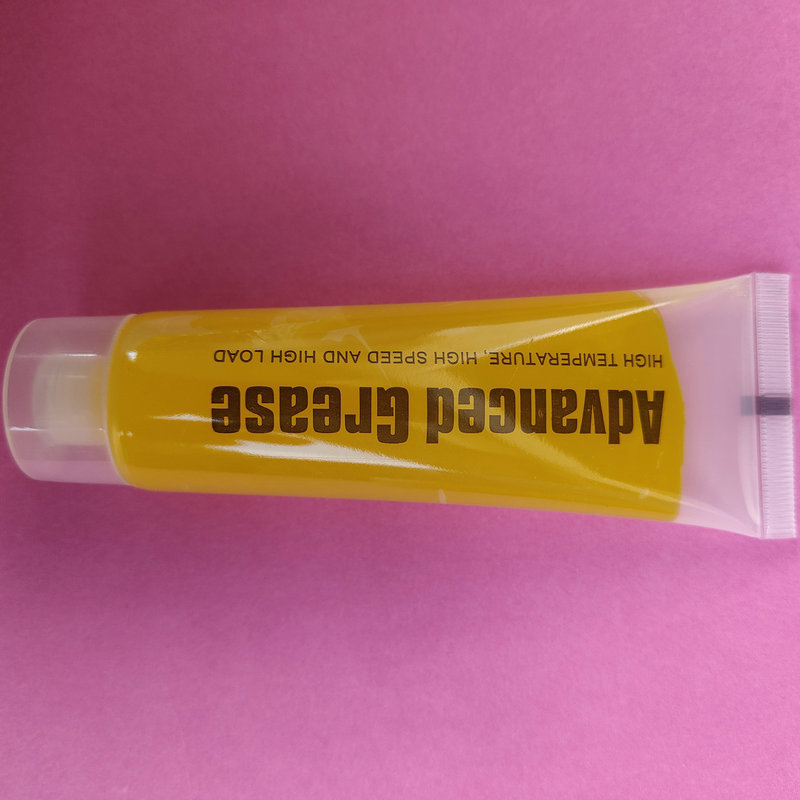 Advanced Grease
HIGH TEMPERATURE, HIGH SPEED AND HIGH LOAD